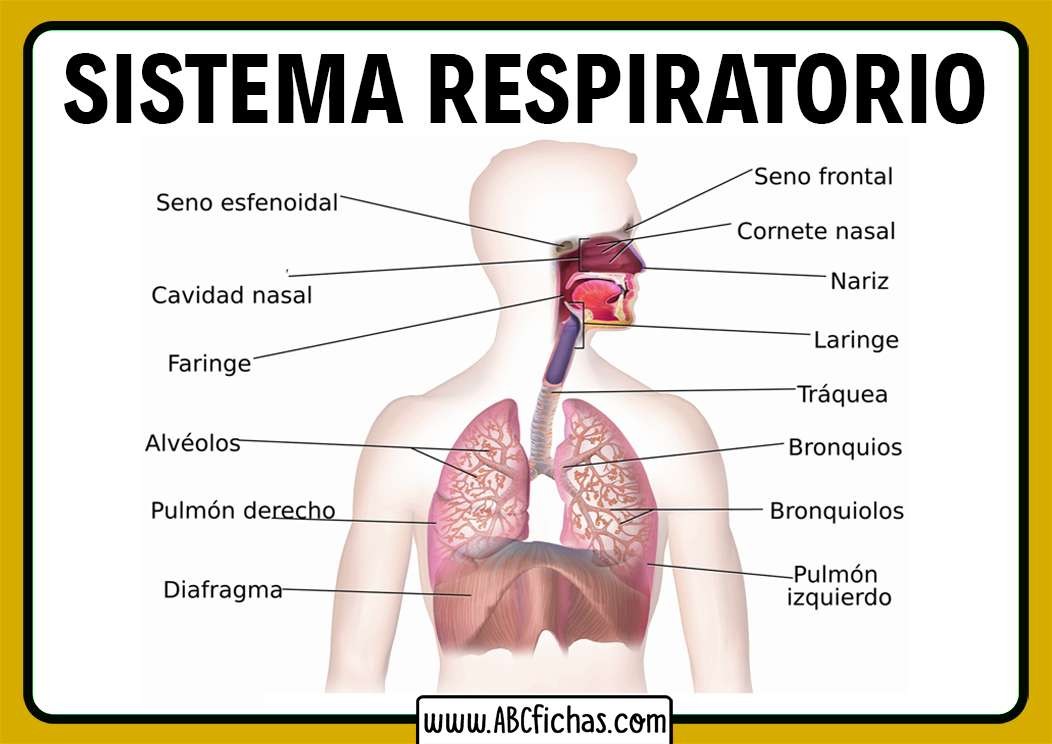 SISTEMA RESPIRATORIO
Seno esfenoidal
Cavidad nasal
Faringe
Alvéolos
Pulmón derecho
Diafragma
Seno frontal
Cornete nasal
Nariz
Laringe
Tráquea
Bronquios
Bronquiolos
Pulmón
izquierdo
www.ABCfichas.com